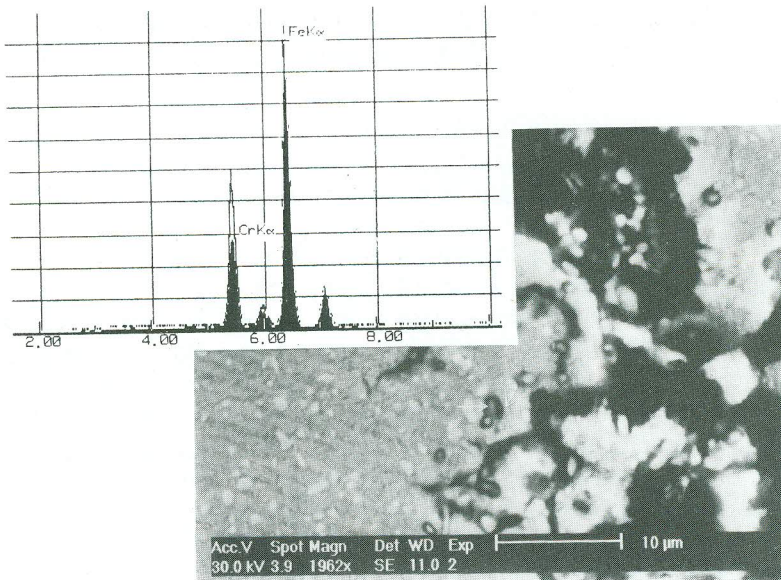 FeKα
CrKα
2.00 4.00 6.00 8.00
Acc.V Spot Magn Det WD Exp 10 µm
30.0 kV 3.9 1962x SE 11.0 2